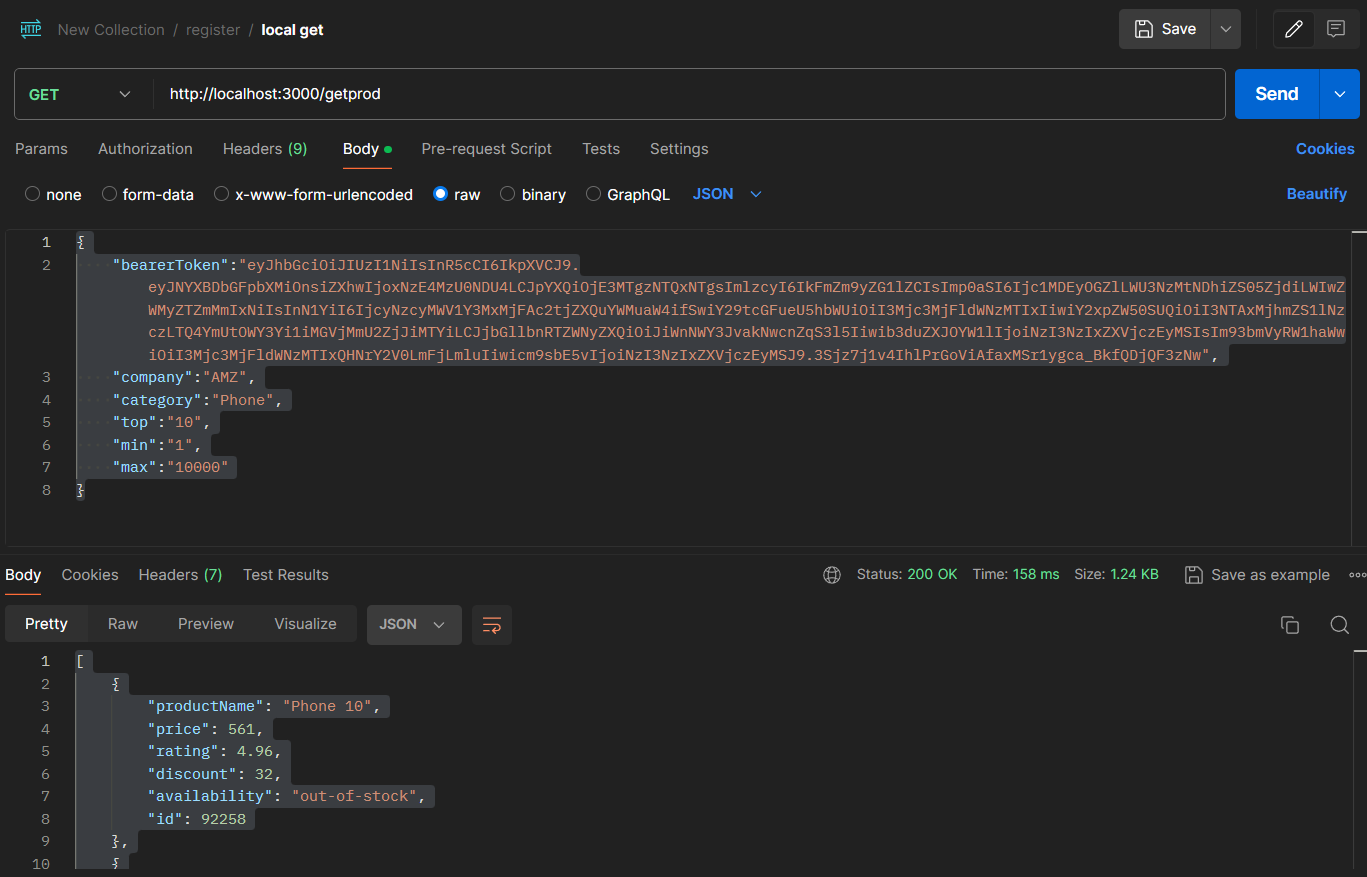 HTTP New Collection / register / local get Save
GET http://localhost:3000/getprod Send
Params Authorization Headers (9) Body Pre-request Script Tests Settings Cookies
none form-data x-www-form-urlencoded raw binary GraphQL JSON Beautify
1 {
2 "bearerToken":"eyJhbGciOiJIUzI1NiIsInR5cCI6IkpXVCJ9.
eyJNYXBDbGFpbXMiOnsiZXhwIjoxNzE4MzU0NDU4LCJpYXQiOjE3MTgzNTQxNTgsImlzcyI6IkFmZm9yZG1lZCIsImp0aSI6Ijc1MDEyOGZlLWU3NzMtNDhiZS05ZjdiLWIwZ
WMyZTZmMmIxNiIsInN1YiI6IjcyNzcyMWV1Y3MxMjFAc2tjZXQuYWMuaW4ifSwiY29tcGFueU5hbWUiOiI3Mjc3MjFldWNzMTIxIiwiY2xpZW50SUQiOiI3NTAxMjhmZS1lNz
czLTQ4YmUtOWY3Yi1iMGVjMmU2ZjJiMTYiLCJjbGllbnRTZWNyZXQiOiJiWnNWY3JvakNwcnZqS3l5Iiwib3duZXJOYW1lIjoiNzI3NzIxZXVjczEyMSIsIm93bmVyRW1haWw
iOiI3Mjc3MjFldWNzMTIxQHNrY2V0LmFjLmluIiwicm9sbE5vIjoiNzI3NzIxZXVjczEyMSJ9.3Sjz7j1v4IhlPrGoViAfaxMSr1ygca_BkfQDjQF3zNw",
3 "company":"AMZ",
4 "category":"Phone",
5 "top":"10",
6 "min":"1",
7 "max":"10000"
8 }
Body Cookies Headers (7) Test Results Status: 200 OK Time: 158 ms Size: 1.24 KB Save as example
Pretty Raw Preview Visualize JSON
1 [
2 {
3 "productName": "Phone 10",
4 "price": 561,
5 "rating": 4.96,
6 "discount": 32,
7 "availability": "out-of-stock",
8 "id": 92258
9 },
10 {